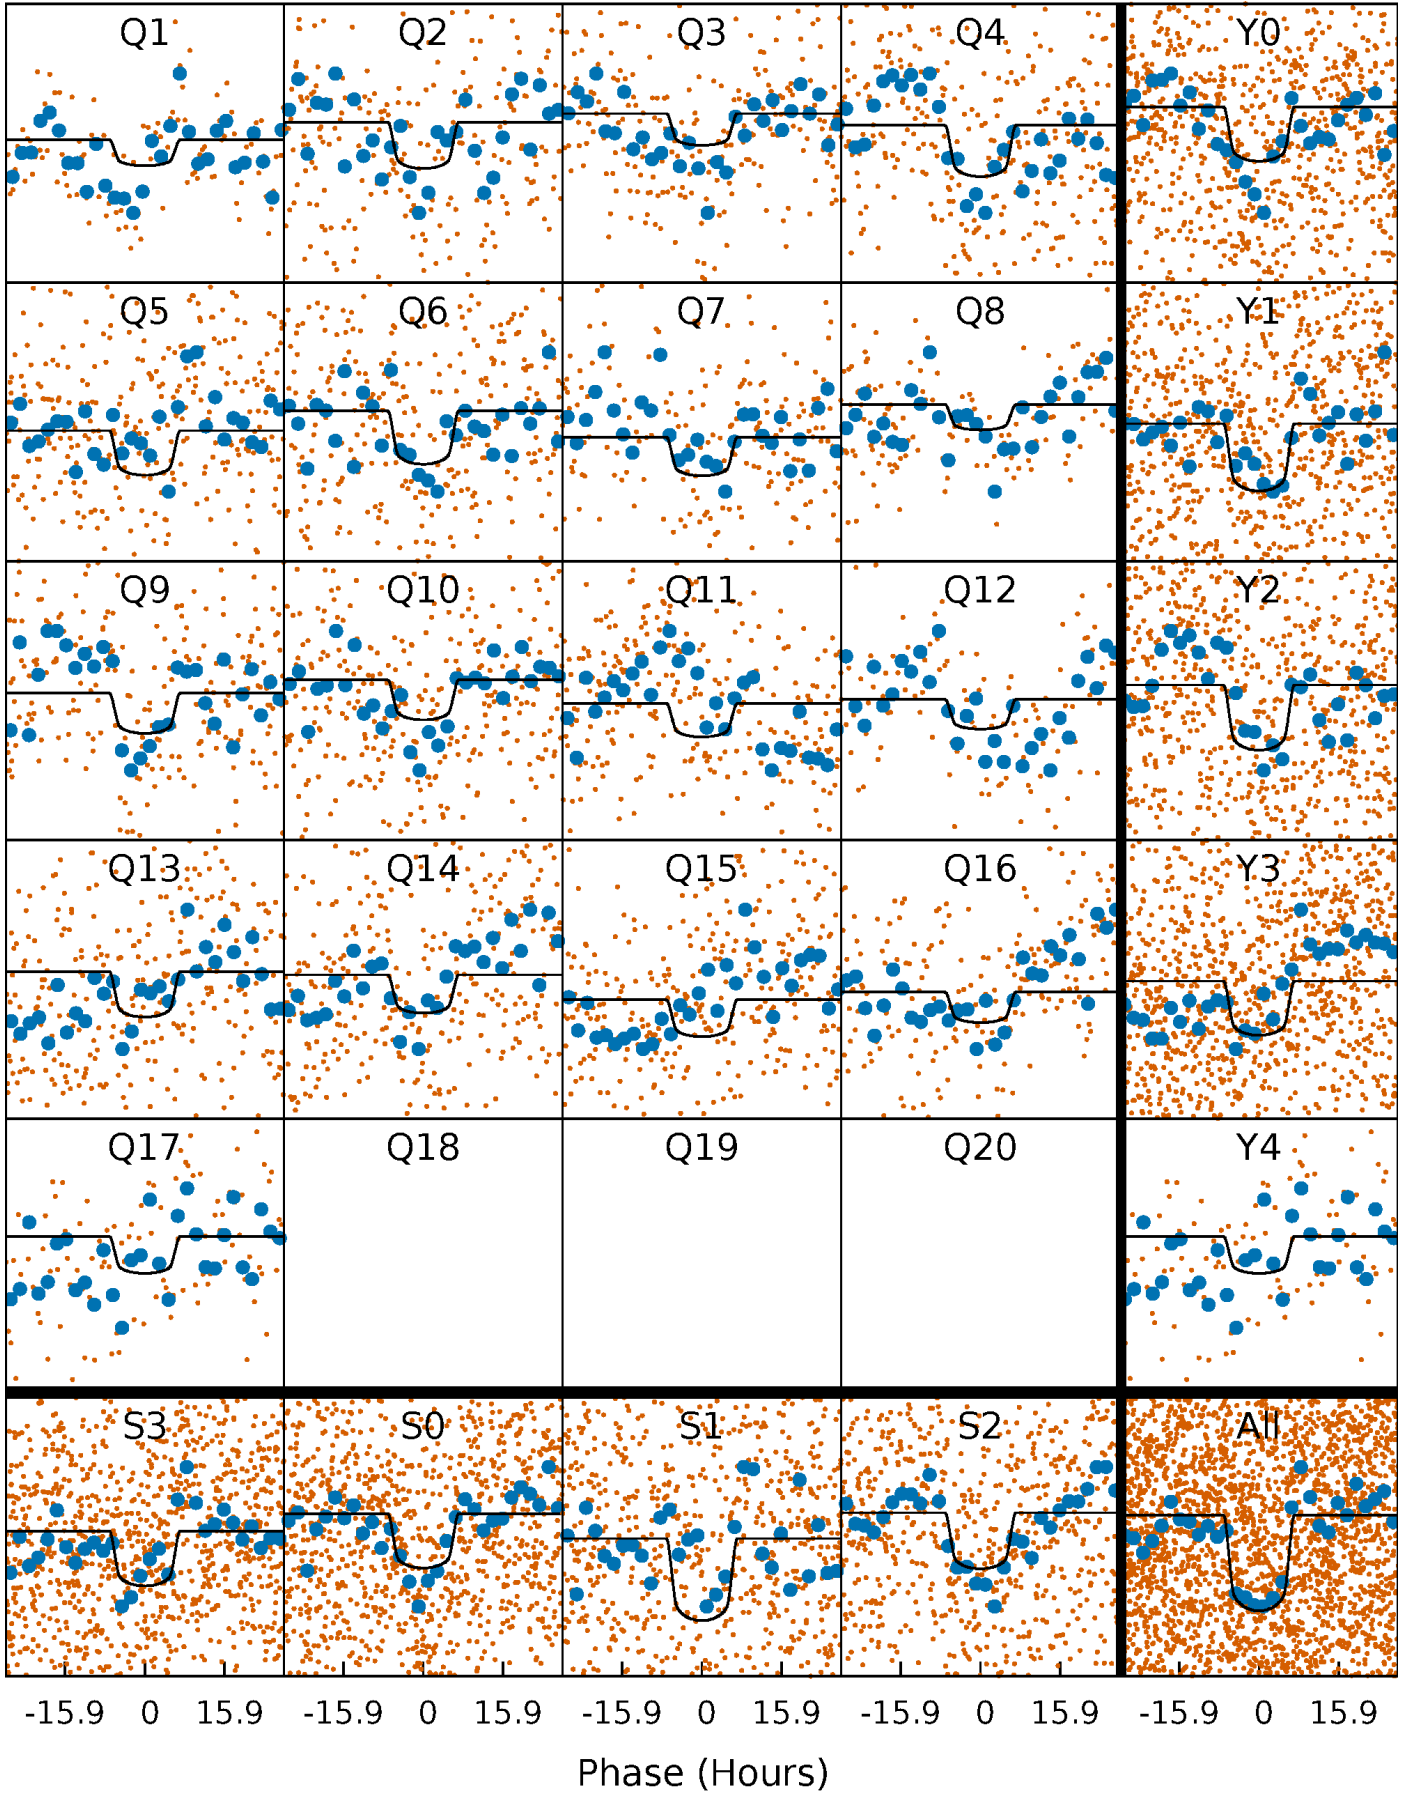 Q1 Q2 Q3 Q4 Y0
Q5 Q6 Q7 Q8 Y1
Q9 Q10 Q11 Q12 Y2
Q13 Q14 Q15 Q16 Y3
Q17 Q18 Q19 Q20 Y4
S3 S0 S1 S2 All
-15.9 0 15.9 -15.9 0 15.9 -15.9 0 15.9 -15.9 0 15.9 -15.9 0 15.9
Phase (Hours)